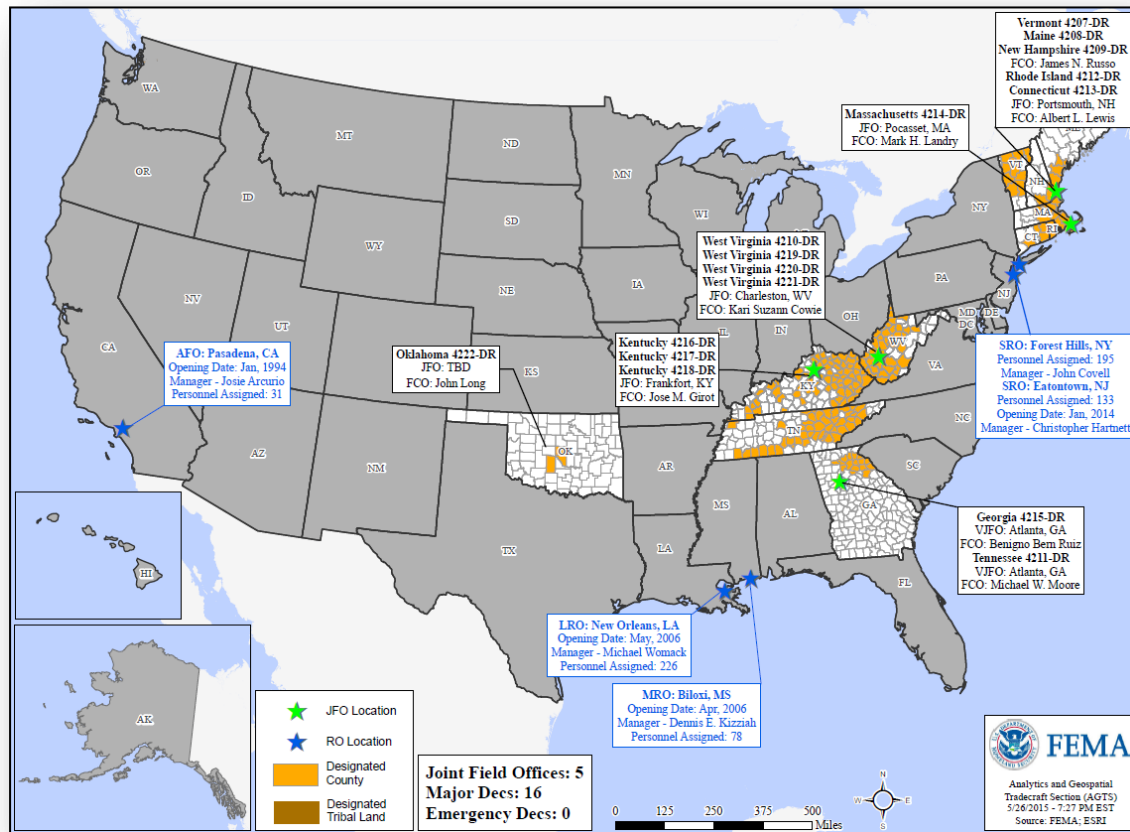 Vermont 4207-DR
Maine 4208-DR
New Hampshire 4209-DR
FCO: James N. Russo
Rhode Island 4212-DR
Connecticut 4213-DR
JFO: Portsmouth, NH
FCO: Albert L. Lewis
Massachusetts 4214-DR
JFO: Pocasset, MA
FCO: Mark H. Landry
WA
OR
ID
MT
ND
SD
MN
WI
WY
NV
UT
CA
NE
IA
IL
IN
OH
PA
NY
VT
NH
MA
RI
CT
NJ
MD
DE
DC
WV
VA
KY
NC
TN
KS
OK
AR
AZ
NM
TX
LA
MS
AL
GA
SC
FL
HI
AK
West Virginia 4210-DR
West Virginia 4219-DR
West Virginia 4220-DR
West Virginia 4221-DR
JFO: Charleston, WV
FCO: Kari Suzann Cowie
Kentucky 4216-DR
Kentucky 4217-DR
Kentucky 4218-DR
JFO: Frankfort, KY
FCO: Jose M. Girot
Oklahoma 4222-DR
JFO: TBD
FCO: John Long
AFO: Pasadena, CA
Opening Date: Jan, 1994
Manager - Josie Arcurio
Personnel Assigned: 31
SRO: Forest Hills, NY
Personnel Assigned: 195
Manager - John Covell
SRO: Eatontown, NJ
Personnel Assigned: 133
Opening Date: Jan, 2014
Manager - Christopher Hartnett
Georgia 4215-DR
VJFO: Atlanta, GA
FCO: Benigno Bern Ruiz
Tennessee 4211-DR
VJFO: Atlanta, GA
FCO: Michael W. Moore
LRO: New Orleans, LA
Opening Date: May, 2006
Manager - Michael Womack
Personnel Assigned: 226
MRO: Biloxi, MS
Opening Date: Apr, 2006
Manager - Dennis E. Kizziah
Personnel Assigned: 78
JFO Location
RO Location
Designated
County
Designated
Tribal Land
Joint Field Offices: 5
Major Decs: 16
Emergency Decs: 0
0 125 250 375 500
Miles
N
W E
S
FEMA
Analytics and Geospatial
Tradecraft Section (AGTS)
5/26/2015 - 7:27 PM EST
Source: FEMA; ESRI